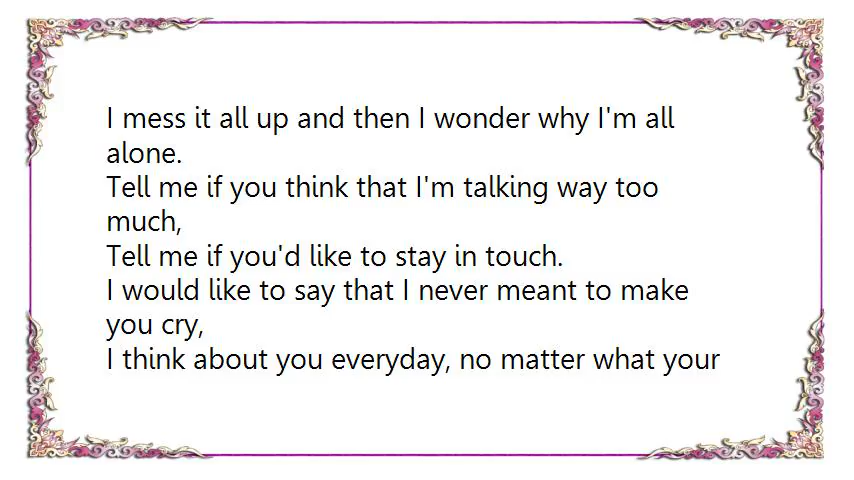 I mess it all up and then I wonder why I'm all
alone.
Tell me if you think that I'm talking way too
much,
Tell me if you'd like to stay in touch.
I would like to say that I never meant to make
you cry,
I think about you everyday, no matter what your